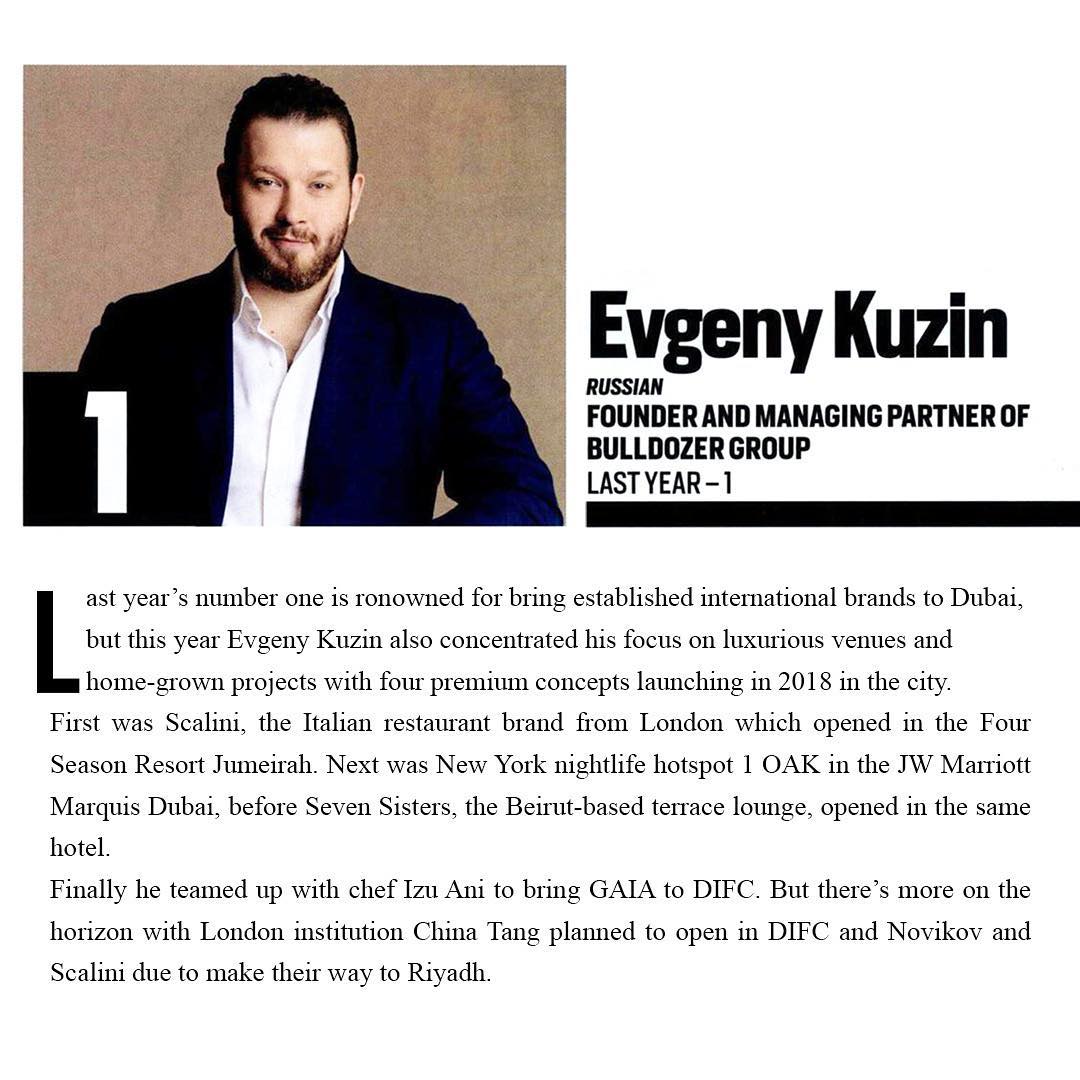 1
Evgeny Kuzin
RUSSIAN
FOUNDER AND MANAGING PARTNER OF
BULLDOZER GROUP
LAST YEAR – 1
Last year’s number one is ronowned for bring established international brands to Dubai,
but this year Evgeny Kuzin also concentrated his focus on luxurious venues and
home-grown projects with four premium concepts launching in 2018 in the city.
First was Scalini, the Italian restaurant brand from London which opened in the Four
Season Resort Jumeirah. Next was New York nightlife hotspot 1 OAK in the JW Marriott
Marquis Dubai, before Seven Sisters, the Beirut-based terrace lounge, opened in the same
hotel.
Finally he teamed up with chef Izu Ani to bring GAIA to DIFC. But there’s more on the
horizon with London institution China Tang planned to open in DIFC and Novikov and
Scalini due to make their way to Riyadh.